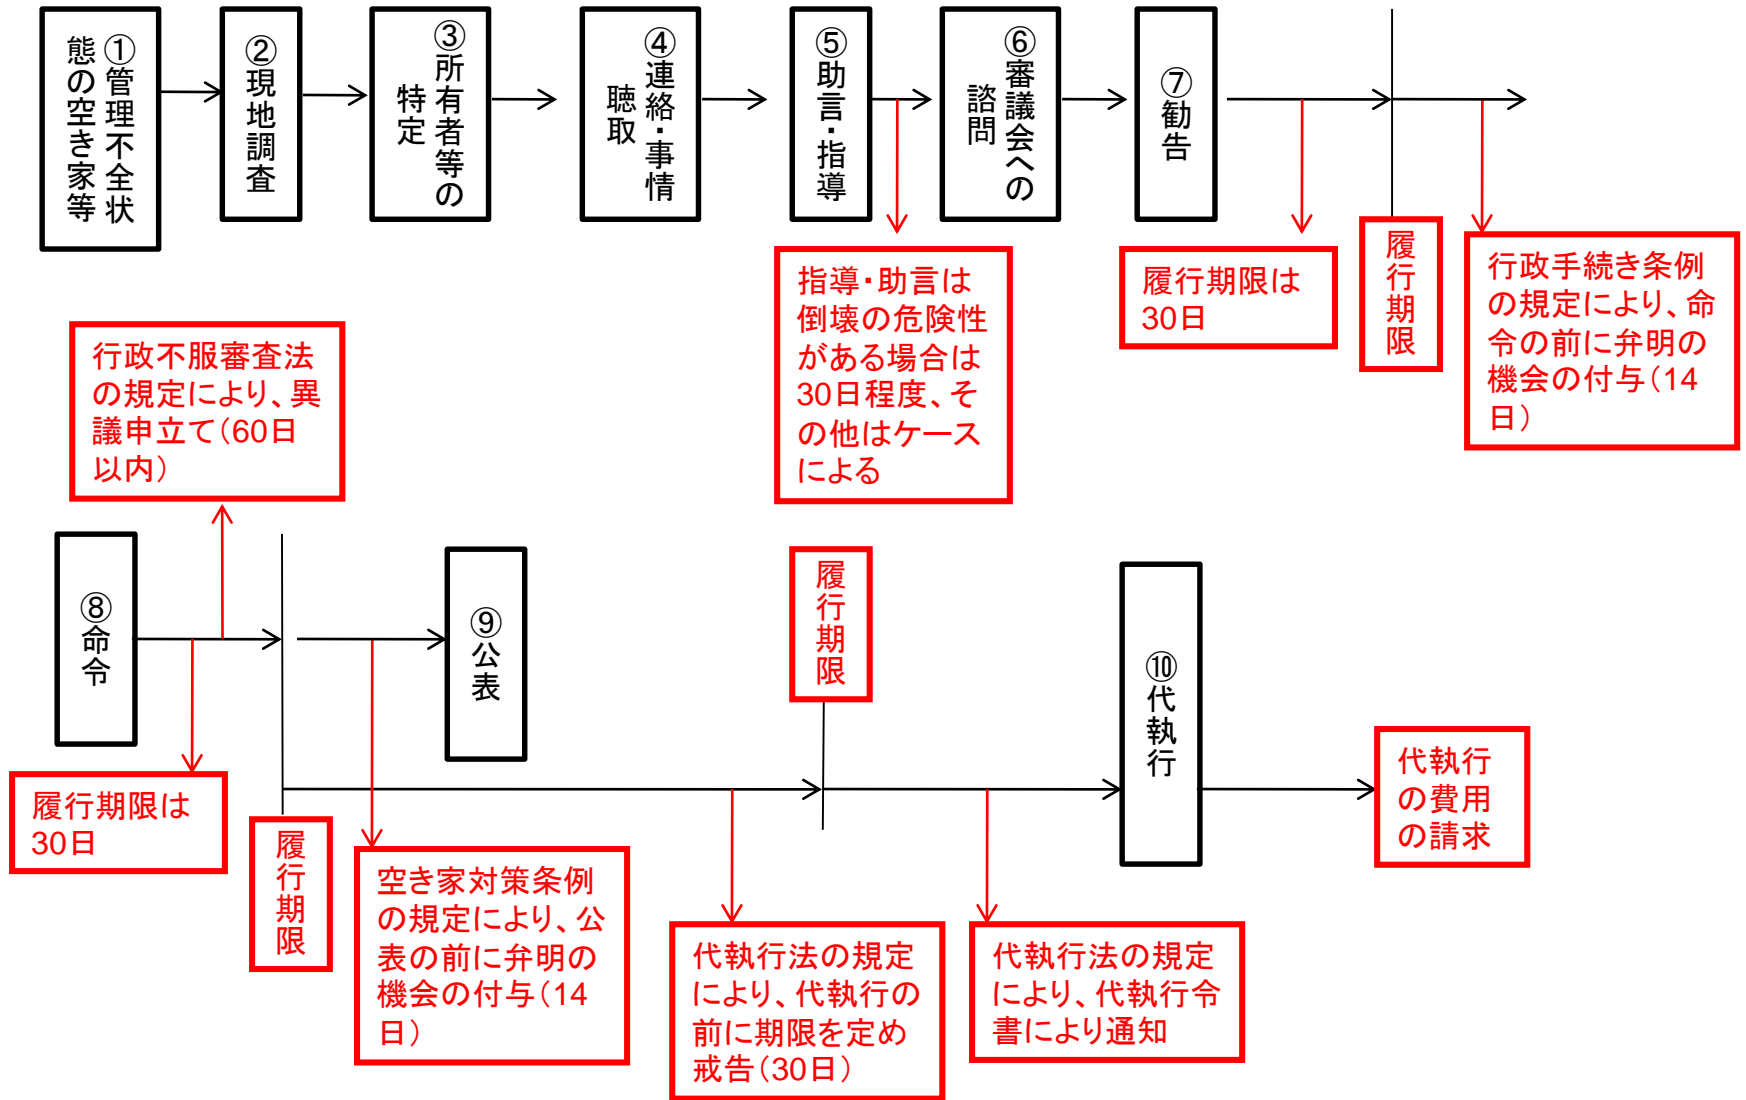 ①管理不全状
態の空き家等
②現地調査
③所有者等の
特定
④連絡・事情
聴取
⑤助言・指導
⑥審議会への
諮問
⑦勧告
指導・助言は
倒壊の危険性
がある場合は
30日程度、そ
の他はケース
による
履行期限は
30日
履行期限
行政手続き条例
の規定により、命
令の前に弁明の
機会の付与(14
日)
行政不服審査法
の規定により、異
議申立て(60日
以内)
⑧命令
⑨公表
履行期限
⑩代執行
代執行
の費用
の請求
履行期限は
30日
履行期限
空き家対策条例
の規定により、公
表の前に弁明の
機会の付与(14
日)
代執行法の規定
により、代執行の
前に期限を定め
戒告(30日)
代執行法の規定
により、代執行令
書により通知